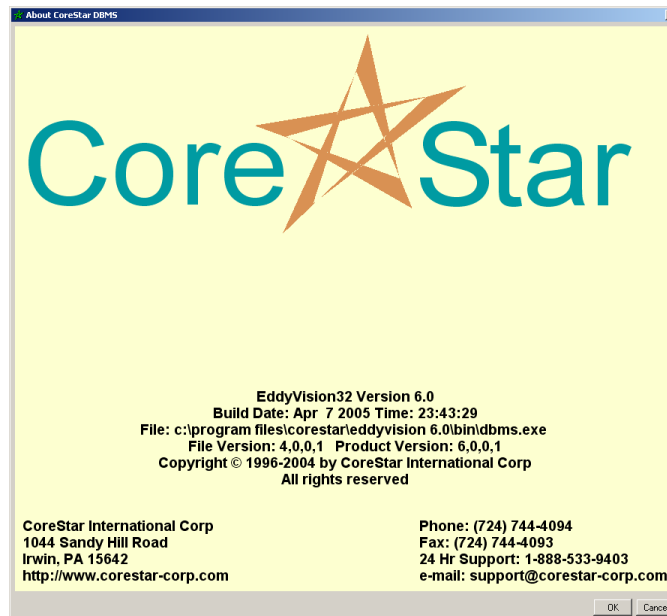 About CoreStar DBMS
Core Star
EddyVision32 Version 6.0
Build Date: Apr  7 2005 Time: 23:43:29
File: c:\program files\corestar\eddyvision 6.0\bin\dbms.exe
File Version: 4,0,0,1   Product Version: 6,0,0,1
Copyright © 1996-2004 by CoreStar International Corp
All rights reserved
CoreStar International Corp
1044 Sandy Hill Road
Irwin, PA 15642
http://www.corestar-corp.com
Phone: (724) 744-4094
Fax: (724) 744-4093
24 Hr Support: 1-888-533-9403
e-mail: support@corestar-corp.com
OK
Cance